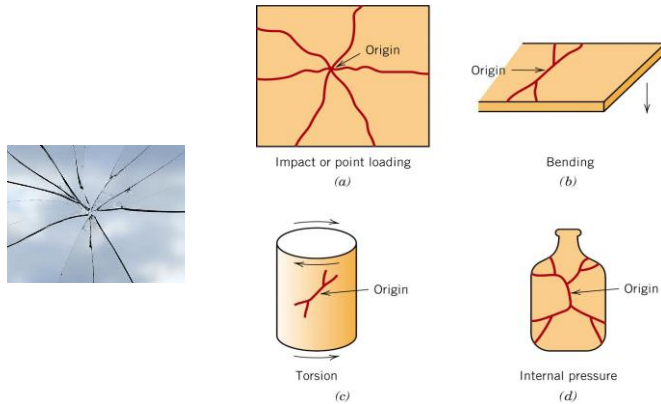 Origin
Impact or point loading
(a)
Origin
Bending
(b)
Origin
Torsion
(c)
Origin
Internal pressure
(d)